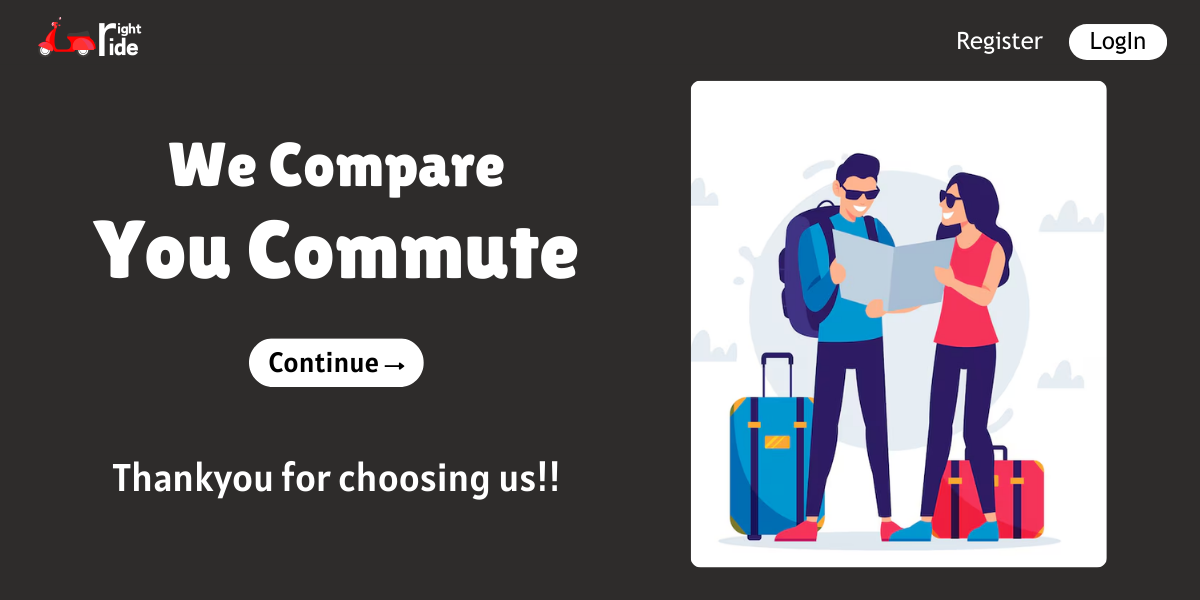 right
ride
Register
LogIn
We Compare
You Commute
Continue →
Thankyou for choosing us!!